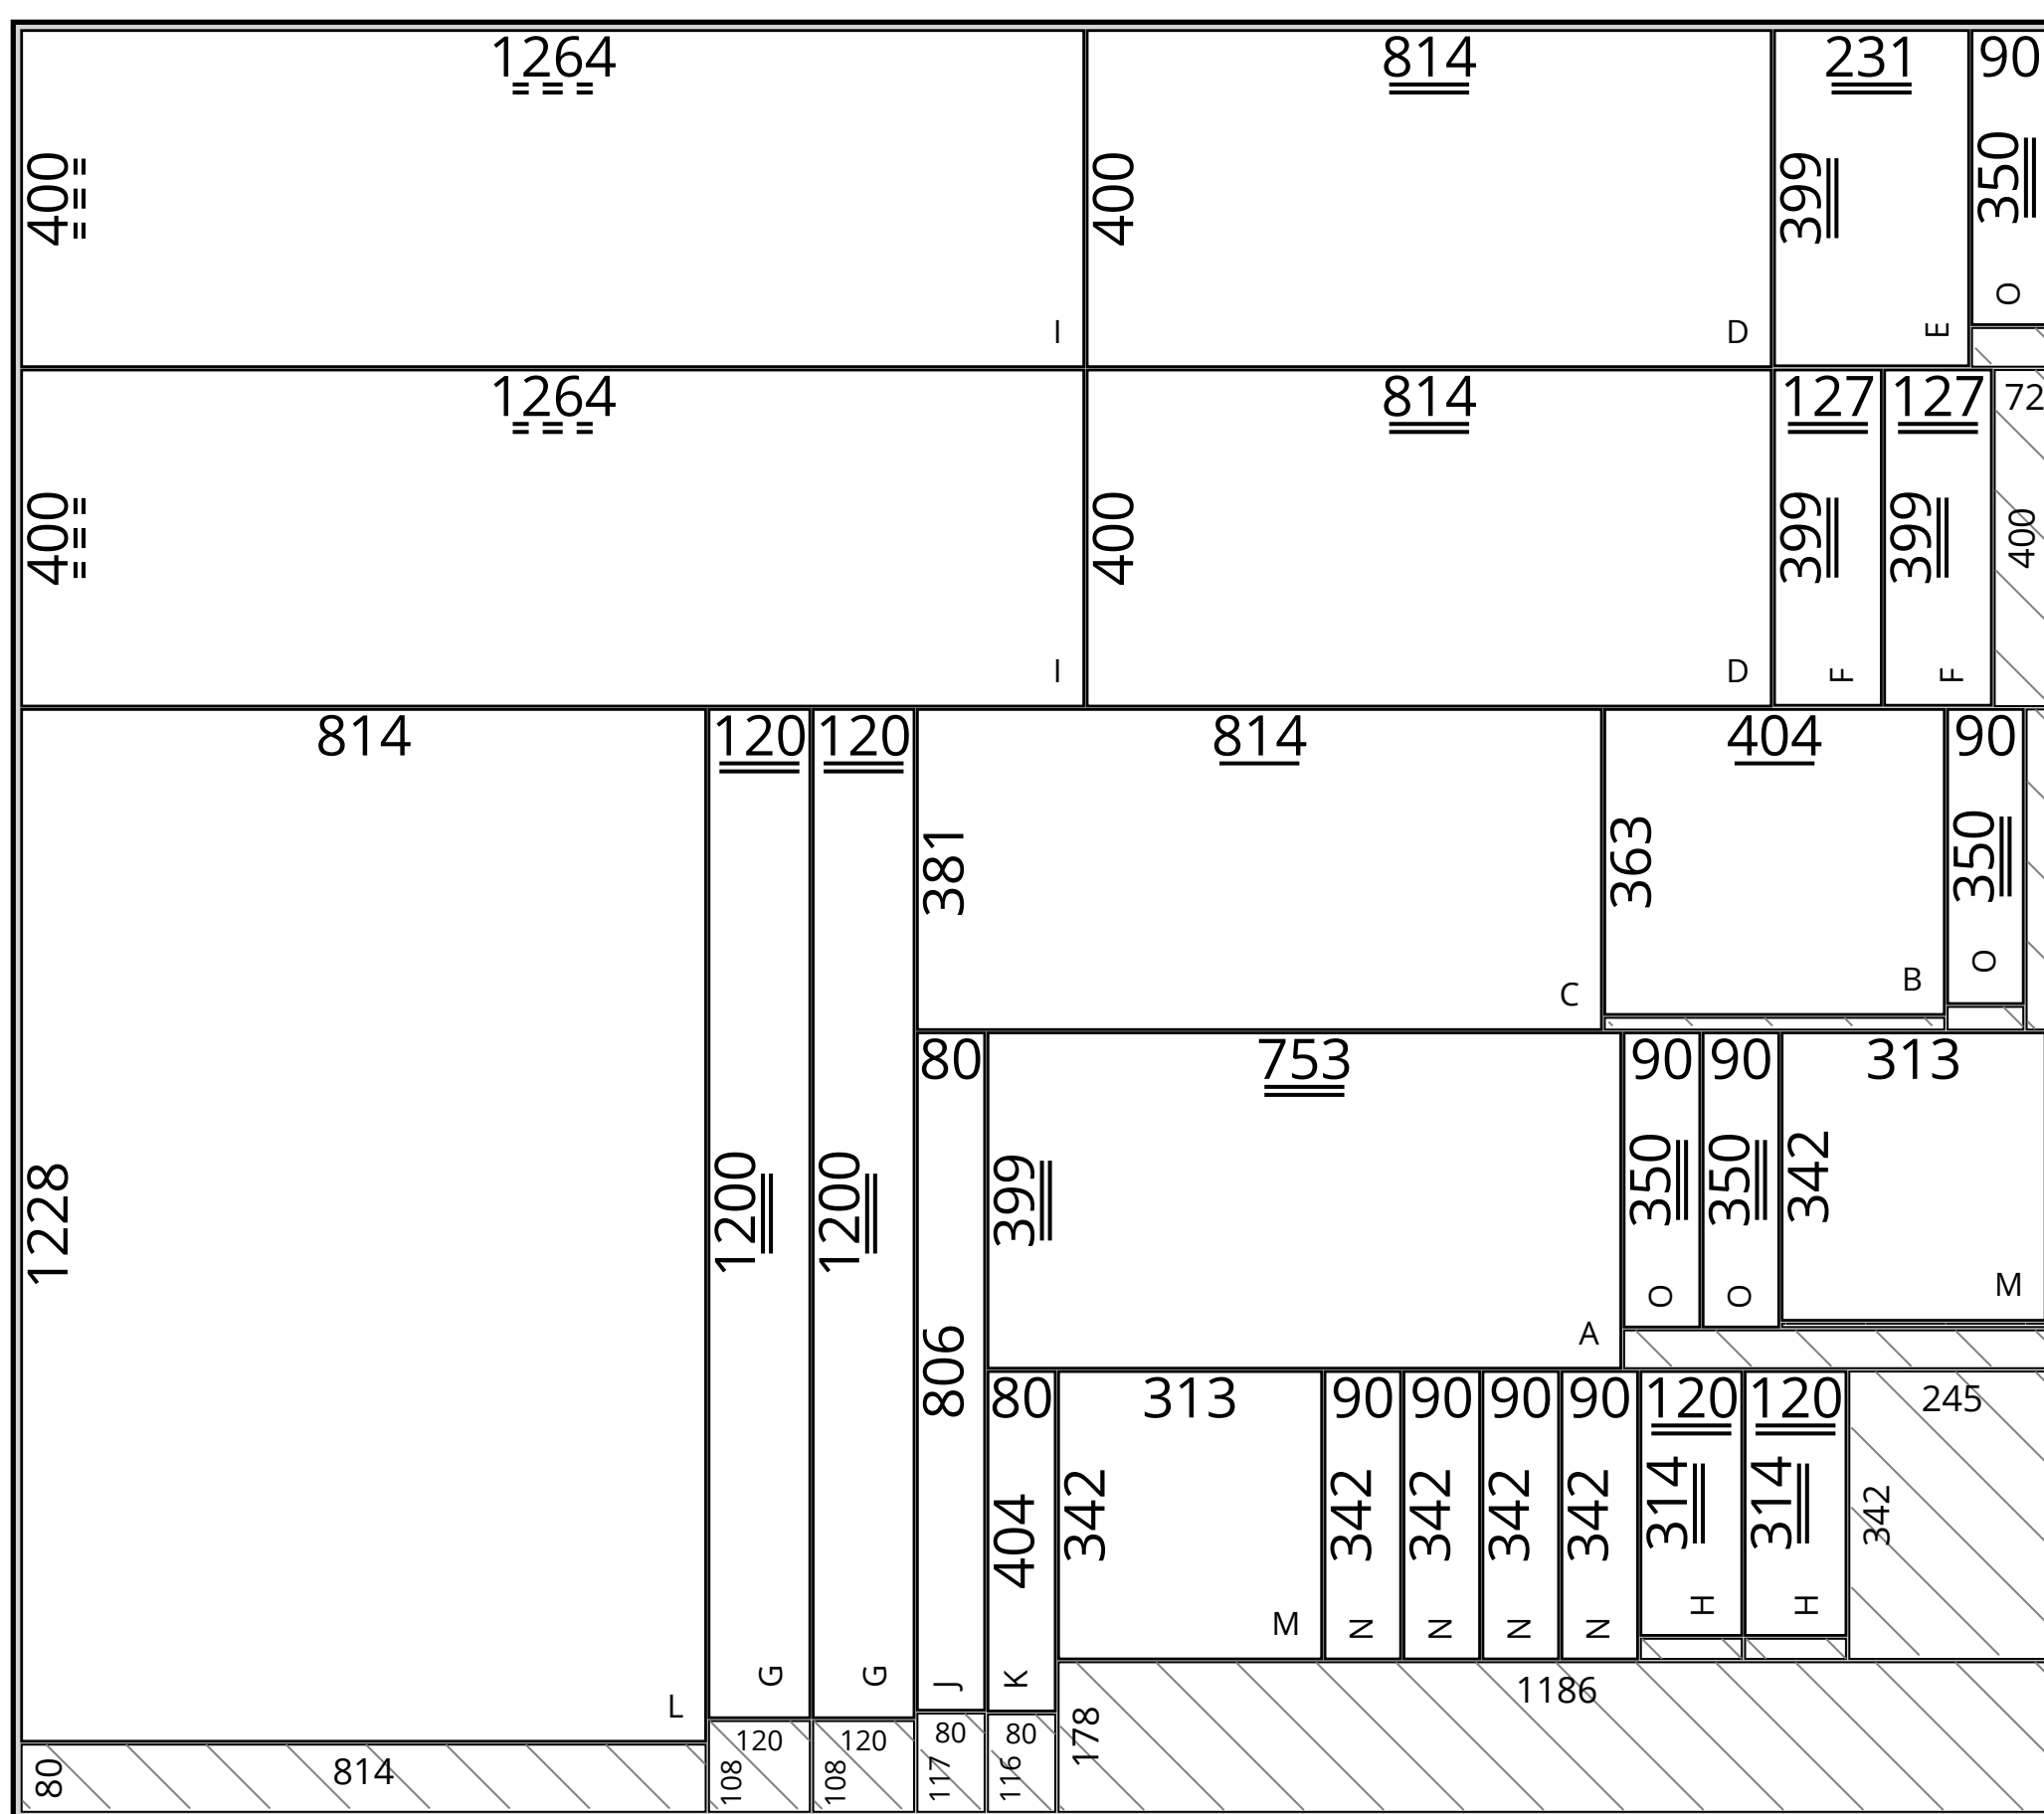 1264
400
I
814
400
D
231
399
E
90
350
O
1264
400
I
814
400
D
127
399
F
127
399
F
72
400
814
1228
L
120
1200
G
120
1200
G
814
381
C
404
363
B
90
350
O
80
806
J
753
399
A
90
350
O
90
350
O
313
342
M
80
404
K
313
342
M
90
342
N
90
342
N
90
342
N
90
342
N
120
314
H
120
314
H
245
342
814
80
120
108
120
108
80
117
80
116
1186
178